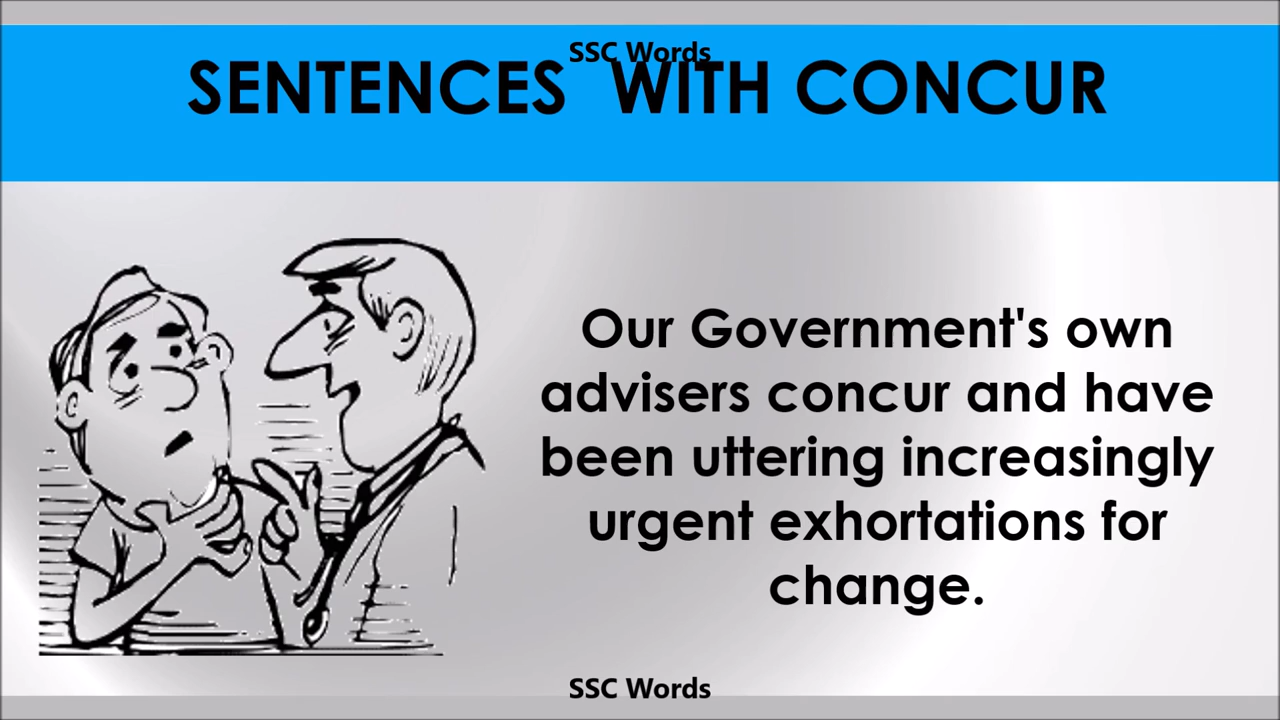 SSC Words
SENTENCES WITH CONCUR
Our Government's own
advisers concur and have
been uttering increasingly
urgent exhortations for
change.
SSC Words